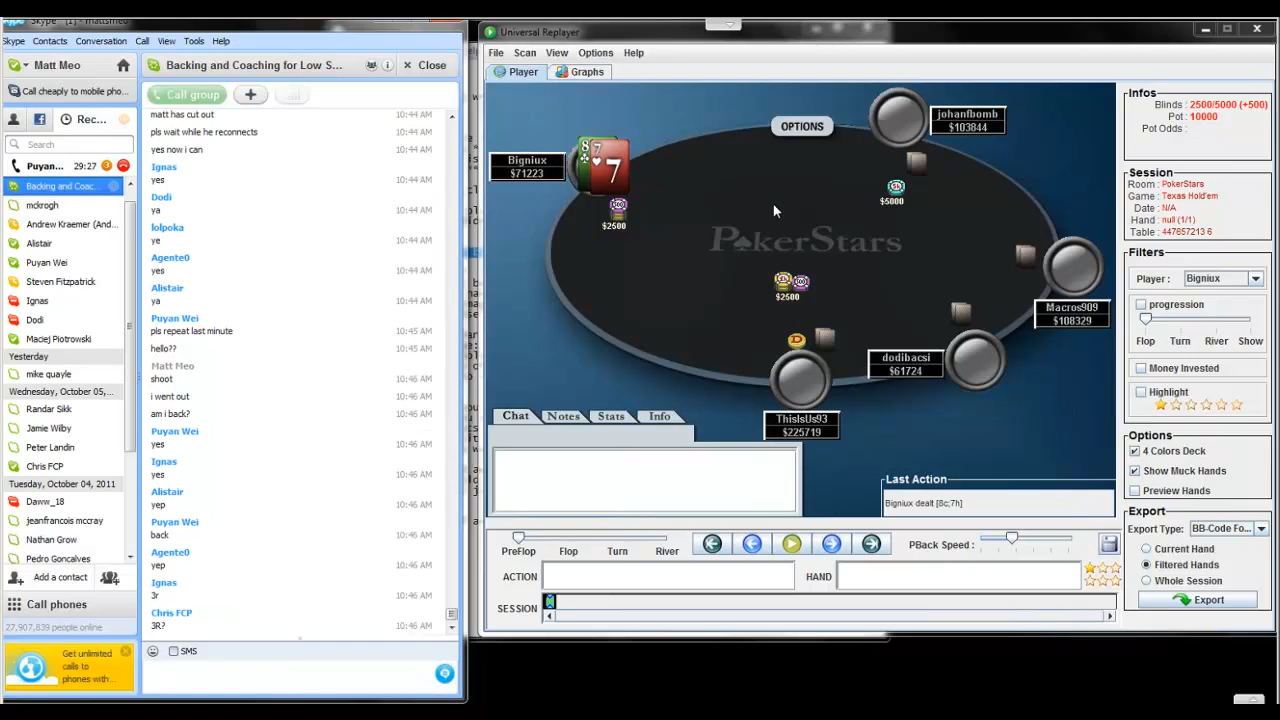 Skype [1] - mattsmeo
Skype Contacts Conversation Call View Tools Help
Matt Meo
Call cheaply to mobile pho...
Rec...
Search
Puyan... 29:27 3
Backing and Coac...
mckrogh
Andrew Kraemer (And...
Alistair
Puyan Wei
Steven Fitzpatrick
Ignas
Dodi
Maciej Piotrowski
Yesterday
mike quayle
Wednesday, October 05,...
Randar Sikk
Jamie Wilby
Peter Landin
Chris FCP
Tuesday, October 04, 2011
Daww_18
jeanfrancois mccray
Nathan Grow
Pedro Goncalves
Add a contact
Call phones
27,907,839 people online
Get unlimited
calls to
phones with...
Backing and Coaching for Low S... Close
Call group
matt has cut out 10:44 AM
pls wait while he reconnects 10:44 AM
yes now i can 10:44 AM
Ignas
yes 10:44 AM
Dodi
ya 10:44 AM
lolpoka
ye 10:44 AM
Agente0
yes 10:44 AM
Alistair
ya 10:44 AM
Puyan Wei
pls repeat last minute 10:45 AM
hello?? 10:45 AM
Matt Meo
shoot 10:46 AM
i went out 10:46 AM
am i back? 10:46 AM
Puyan Wei
yes 10:46 AM
Ignas
yes 10:46 AM
Alistair
yep 10:46 AM
Puyan Wei
back 10:46 AM
Agente0
yep 10:46 AM
Ignas
3r 10:46 AM
Chris FCP
3R? 10:46 AM
SMS
Universal Replayer
File Scan View Options Help
Player Graphs
OPTIONS
johanfbomb
$103844
Bigniux
$71223
8 7
7
$5000
$2500
PokerStars
$2500
Macros909
$108329
dodibacsi
$61724
D
ThisIsUs93
$225719
Chat Notes Stats Info
Last Action
Bigniux dealt [8c;7h]
PreFlop Flop Turn River
PBack Speed :
ACTION HAND
SESSION
Infos
Blinds : 2500/5000 (+500)
Pot : 10000
Pot Odds :
Session
Room : PokerStars
Game : Texas Hold'em
Date : N/A
Hand : null (1/1)
Table : 447657213 6
Filters
Player : Bigniux
progression
Flop Turn River Show
Money Invested
Highlight
Options
4 Colors Deck
Show Muck Hands
Preview Hands
Export
Export Type: BB-Code Fo...
Current Hand
Filtered Hands
Whole Session
Export